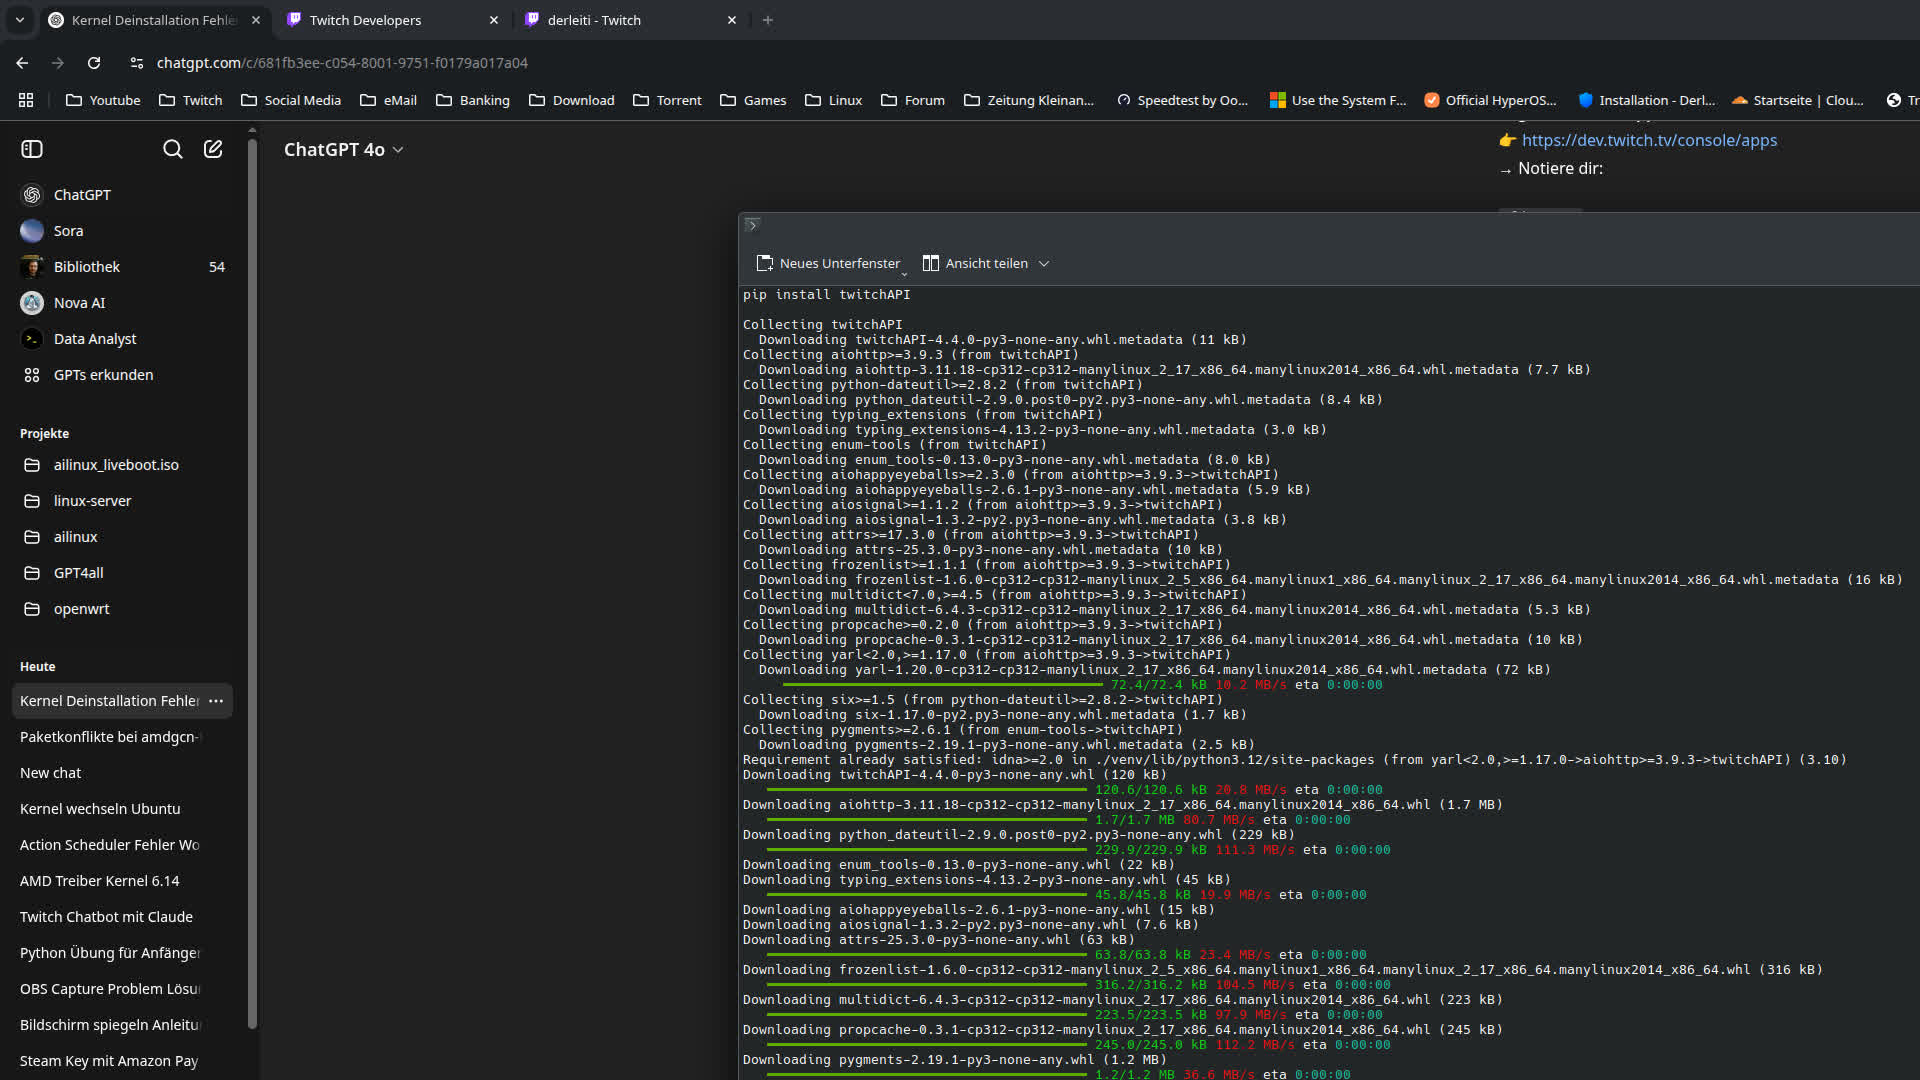 Kernel Deinstallation Fehle
Twitch Developers
derleiti - Twitch
chatgpt.com/c/681fb3ee-c054-8001-9751-f0179a017a04
Youtube
Twitch
Social Media
eMail
Banking
Download
Torrent
Games
Linux
Forum
Zeitung Kleinan...
Speedtest by Oo...
Use the System F...
Official HyperOS...
Installation - Derl...
Startseite | Clou...
Tr
ChatGPT 4o
👉 https://dev.twitch.tv/console/apps
→ Notiere dir:
ChatGPT
Sora
Bibliothek 54
Nova AI
Data Analyst
GPTs erkunden
Projekte
ailinux_liveboot.iso
linux-server
ailinux
GPT4all
openwrt
Heute
Kernel Deinstallation Fehler ...
Paketkonflikte bei amdgcn-
New chat
Kernel wechseln Ubuntu
Action Scheduler Fehler Wo
AMD Treiber Kernel 6.14
Twitch Chatbot mit Claude
Python Übung für Anfänger
OBS Capture Problem Lösu
Bildschirm spiegeln Anleitu
Steam Key mit Amazon Pay
Neues Unterfenster
Ansicht teilen
pip install twitchAPI
Collecting twitchAPI
Downloading twitchAPI-4.4.0-py3-none-any.whl.metadata (11 kB)
Collecting aiohttp>=3.9.3 (from twitchAPI)
Downloading aiohttp-3.11.18-cp312-cp312-manylinux_2_17_x86_64.manylinux2014_x86_64.whl.metadata (7.7 kB)
Collecting python-dateutil>=2.8.2 (from twitchAPI)
Downloading python_dateutil-2.9.0.post0-py2.py3-none-any.whl.metadata (8.4 kB)
Collecting typing_extensions (from twitchAPI)
Downloading typing_extensions-4.13.2-py3-none-any.whl.metadata (3.0 kB)
Collecting enum-tools (from twitchAPI)
Downloading enum_tools-0.13.0-py3-none-any.whl.metadata (8.0 kB)
Collecting aiohappyeyeballs>=2.3.0 (from aiohttp>=3.9.3->twitchAPI)
Downloading aiohappyeyeballs-2.6.1-py3-none-any.whl.metadata (5.9 kB)
Collecting aiosignal>=1.1.2 (from aiohttp>=3.9.3->twitchAPI)
Downloading aiosignal-1.3.2-py2.py3-none-any.whl.metadata (3.8 kB)
Collecting attrs>=17.3.0 (from aiohttp>=3.9.3->twitchAPI)
Downloading attrs-25.3.0-py3-none-any.whl.metadata (10 kB)
Collecting frozenlist>=1.1.1 (from aiohttp>=3.9.3->twitchAPI)
Downloading frozenlist-1.6.0-cp312-cp312-manylinux_2_5_x86_64.manylinux1_x86_64.manylinux_2_17_x86_64.manylinux2014_x86_64.whl.metadata (16 kB)
Collecting multidict<7.0,>=4.5 (from aiohttp>=3.9.3->twitchAPI)
Downloading multidict-6.4.3-cp312-cp312-manylinux_2_17_x86_64.manylinux2014_x86_64.whl.metadata (5.3 kB)
Collecting propcache>=0.2.0 (from aiohttp>=3.9.3->twitchAPI)
Downloading propcache-0.3.1-cp312-cp312-manylinux_2_17_x86_64.manylinux2014_x86_64.whl.metadata (10 kB)
Collecting yarl<2.0,>=1.17.0 (from aiohttp>=3.9.3->twitchAPI)
Downloading yarl-1.20.0-cp312-cp312-manylinux_2_17_x86_64.manylinux2014_x86_64.whl.metadata (72 kB)
72.4/72.4 kB 10.2 MB/s eta 0:00:00
Collecting six>=1.5 (from python-dateutil>=2.8.2->twitchAPI)
Downloading six-1.17.0-py2.py3-none-any.whl.metadata (1.7 kB)
Collecting pygments>=2.6.1 (from enum-tools->twitchAPI)
Downloading pygments-2.19.1-py3-none-any.whl.metadata (2.5 kB)
Requirement already satisfied: idna>=2.0 in ./venv/lib/python3.12/site-packages (from yarl<2.0,>=1.17.0->aiohttp>=3.9.3->twitchAPI) (3.10)
Downloading twitchAPI-4.4.0-py3-none-any.whl (120 kB)
120.6/120.6 kB 20.8 MB/s eta 0:00:00
Downloading aiohttp-3.11.18-cp312-cp312-manylinux_2_17_x86_64.manylinux2014_x86_64.whl (1.7 MB)
1.7/1.7 MB 80.7 MB/s eta 0:00:00
Downloading python_dateutil-2.9.0.post0-py2.py3-none-any.whl (229 kB)
229.9/229.9 kB 111.3 MB/s eta 0:00:00
Downloading enum_tools-0.13.0-py3-none-any.whl (22 kB)
Downloading typing_extensions-4.13.2-py3-none-any.whl (45 kB)
45.8/45.8 kB 19.9 MB/s eta 0:00:00
Downloading aiohappyeyeballs-2.6.1-py3-none-any.whl (15 kB)
Downloading aiosignal-1.3.2-py2.py3-none-any.whl (7.6 kB)
Downloading attrs-25.3.0-py3-none-any.whl (63 kB)
63.8/63.8 kB 23.4 MB/s eta 0:00:00
Downloading frozenlist-1.6.0-cp312-cp312-manylinux_2_5_x86_64.manylinux1_x86_64.manylinux_2_17_x86_64.manylinux2014_x86_64.whl (316 kB)
316.2/316.2 kB 104.5 MB/s eta 0:00:00
Downloading multidict-6.4.3-cp312-cp312-manylinux_2_17_x86_64.manylinux2014_x86_64.whl (223 kB)
223.5/223.5 kB 97.9 MB/s eta 0:00:00
Downloading propcache-0.3.1-cp312-cp312-manylinux_2_17_x86_64.manylinux2014_x86_64.whl (245 kB)
245.0/245.0 kB 112.2 MB/s eta 0:00:00
Downloading pygments-2.19.1-py3-none-any.whl (1.2 MB)
1.2/1.2 MB 36.6 MB/s eta 0:00:00